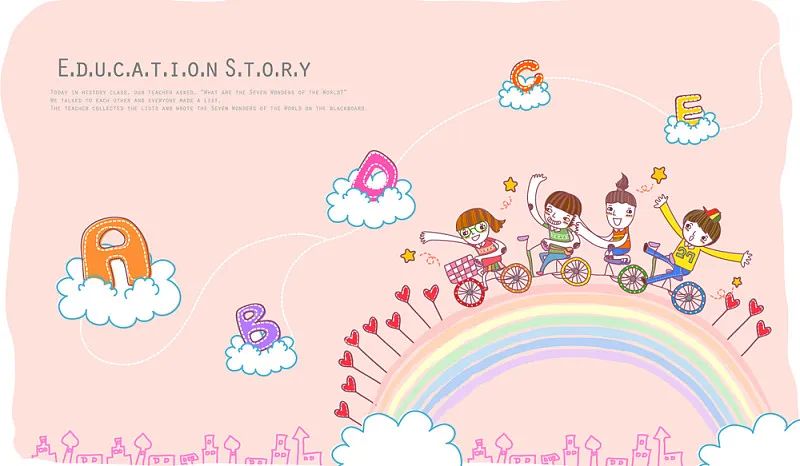 E.D.U.C.A.T.I.O.N S.T.O.R.Y
TODAY IN HISTORY CLASS, OUR TEACHER ASKED, "WHAT ARE THE SEVEN WONDERS OF THE WORLD?"
WE TALKED TO EACH OTHER AND EVERYONE MADE A LIST.
THE TEACHER COLLECTED THE LISTS AND WROTE THE SEVEN WONDERS OF THE WORLD ON THE BLACKBOARD.
C
E
D
A
B
27